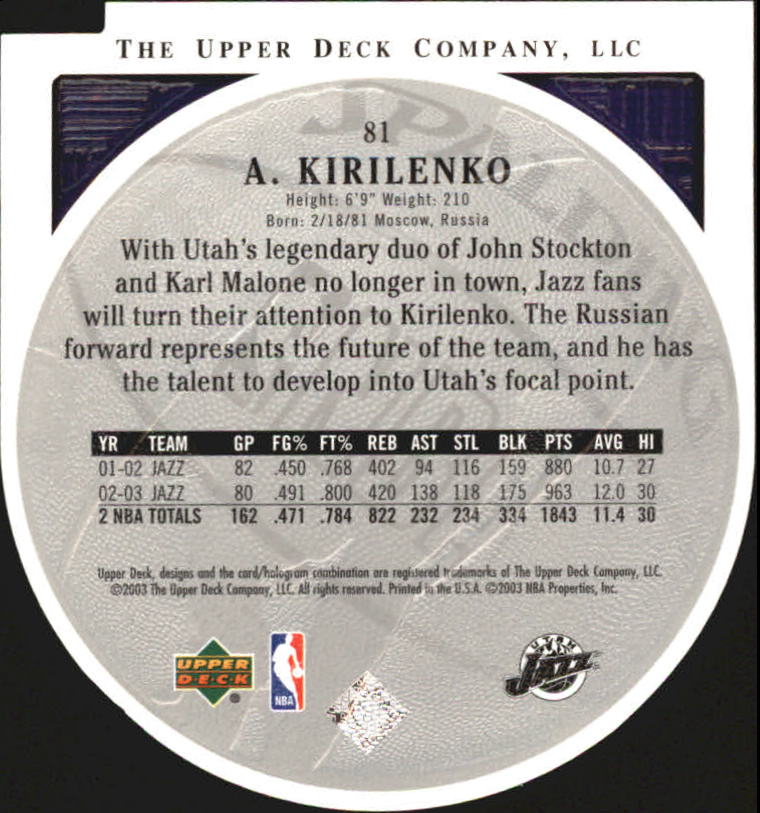 THE UPPER DECK COMPANY, LLC
SPALDING
81
A. KIRILENKO
Height: 6'9" Weight: 210
Born: 2/18/81 Moscow, Russia
With Utah's legendary duo of John Stockton
and Karl Malone no longer in town, Jazz fans
will turn their attention to Kirilenko. The Russian
forward represents the future of the team, and he has
the talent to develop into Utah's focal point.
YR TEAM GP FG% FT% REB AST STL BLK PTS AVG HI
01-02 JAZZ 82 .450 .768 402 94 116 159 880 10.7 27
02-03 JAZZ 80 .491 .800 420 138 118 175 963 12.0 30
2 NBA TOTALS 162 .471 .784 822 232 234 334 1843 11.4 30
Upper Deck, designs and the card/hologram combination are registered trademarks of The Upper Deck Company, LLC.
©2003 The Upper Deck Company, LLC. All rights reserved. Printed in the U.S.A. ©2003 NBA Properties, Inc.
UPPER
D·E·C·K
®
NBA
UTAH
JAZZ